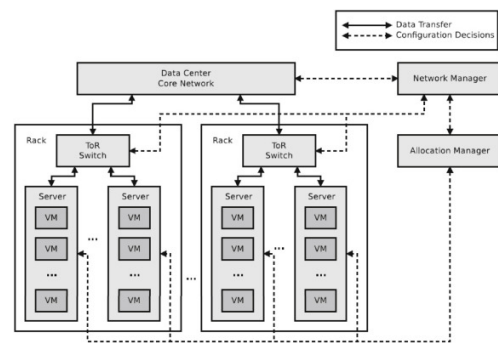 Data Transfer
Configuration Decisions
Data Center
Core Network
Network Manager
Rack
ToR
Switch
Rack
ToR
Switch
Allocation Manager
Server
Server
Server
Server
VM
VM
VM
VM
VM
VM
...
VM
...
VM
...
...
...
...
...
VM
VM
VM
VM